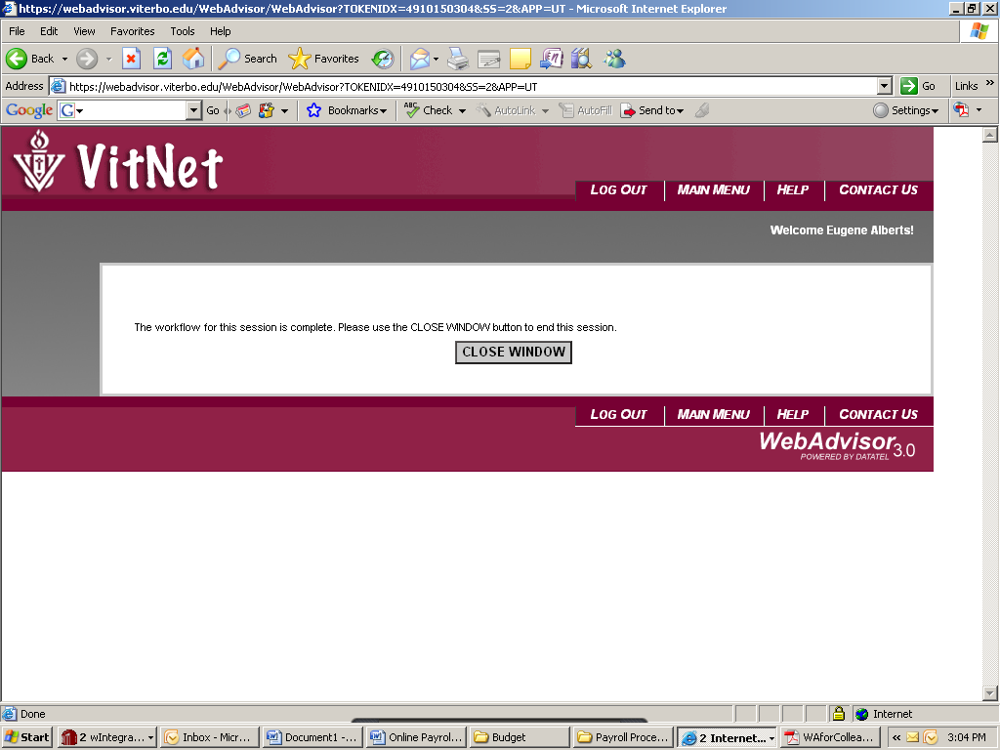 https://webadvisor.viterbo.edu/WebAdvisor/WebAdvisor?TOKENIDX=4910150304&SS=2&APP=UT - Microsoft Internet Explorer
File Edit View Favorites Tools Help
Back Search Favorites
Address https://webadvisor.viterbo.edu/WebAdvisor/WebAdvisor?TOKENIDX=4910150304&SS=2&APP=UT Go Links »
Google G Go Bookmarks ABC Check AutoLink AutoFill Send to Settings
VitNet
LOG OUT MAIN MENU HELP CONTACT US
Welcome Eugene Alberts!
The workflow for this session is complete. Please use the CLOSE WINDOW button to end this session.
CLOSE WINDOW
LOG OUT MAIN MENU HELP CONTACT US
WebAdvisor 3.0
POWERED BY DATATEL
Done Internet
Start 2 wIntegra... Inbox - Micr... Document1 -... Online Payrol... Budget Payroll Proce... 2 Internet... WAforCollea... « 3:04 PM